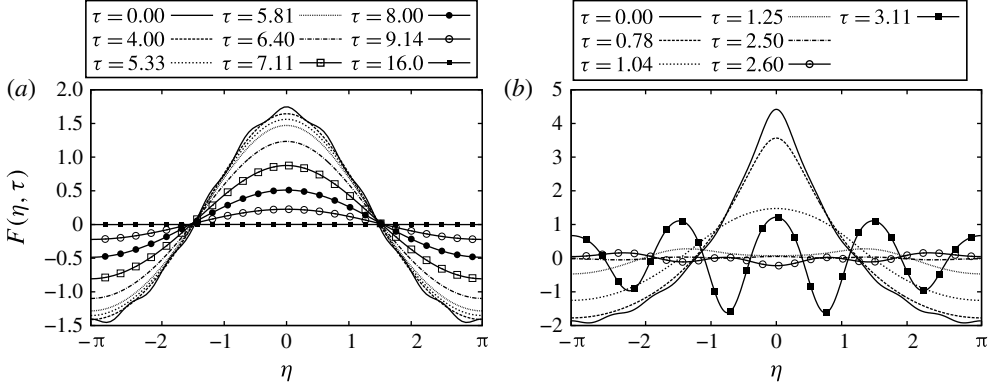 τ = 0.00 τ = 5.81 τ = 8.00
τ = 4.00 τ = 6.40 τ = 9.14
τ = 5.33 τ = 7.11 τ = 16.0
τ = 0.00 τ = 1.25 τ = 3.11
τ = 0.78 τ = 2.50
τ = 1.04 τ = 2.60
(a)
2.0
1.5
1.0
0.5
0
−0.5
−1.0
−1.5
F(η, τ)
−π −2 −1 0 1 2 π
η
(b)
5
4
3
2
1
0
−1
−2
−π −2 −1 0 1 2 π
η